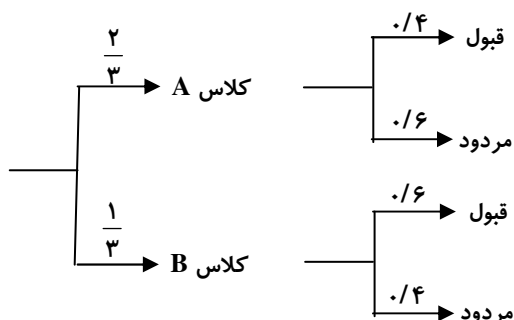 ۰/۴ قبول
۲/۳ کلاس A
۰/۶ مردود
۰/۶ قبول
۱/۳ کلاس B
۰/۴ مردود